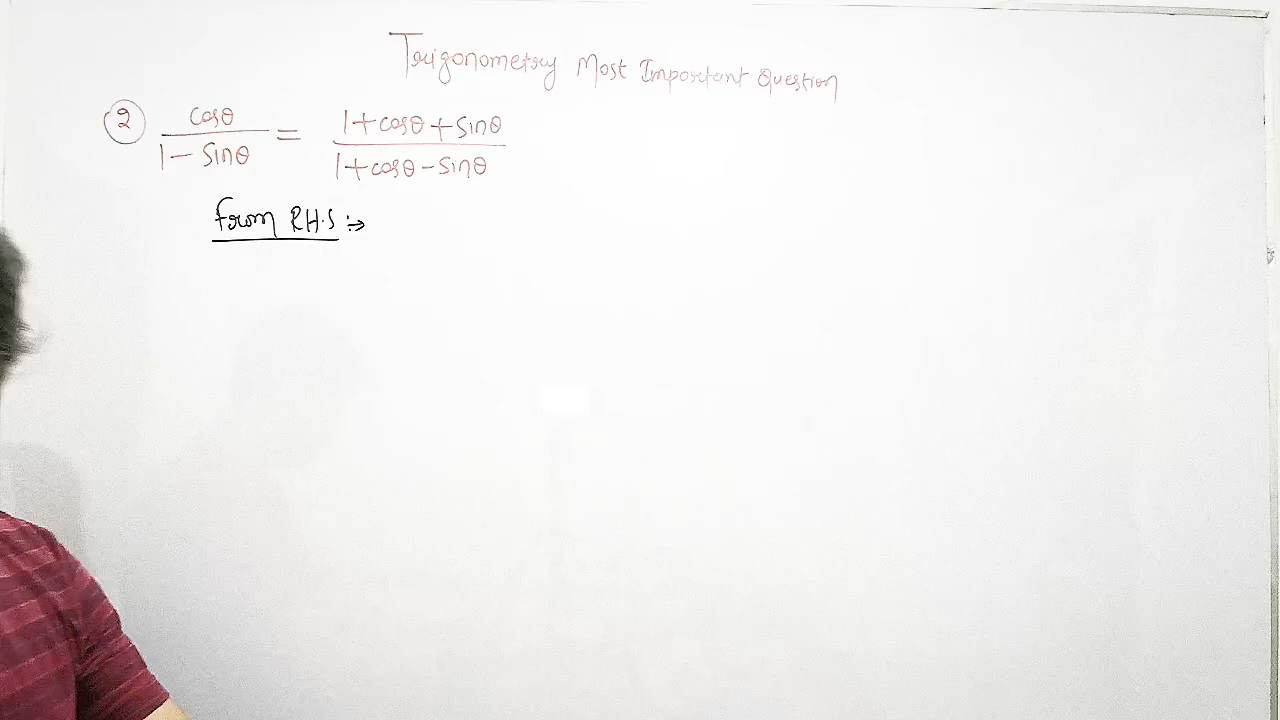 Trigonometry Most Important Question
② cosθ / 1 - sinθ = 1 + cosθ + sinθ / 1 + cosθ - sinθ
From R.H.S :→